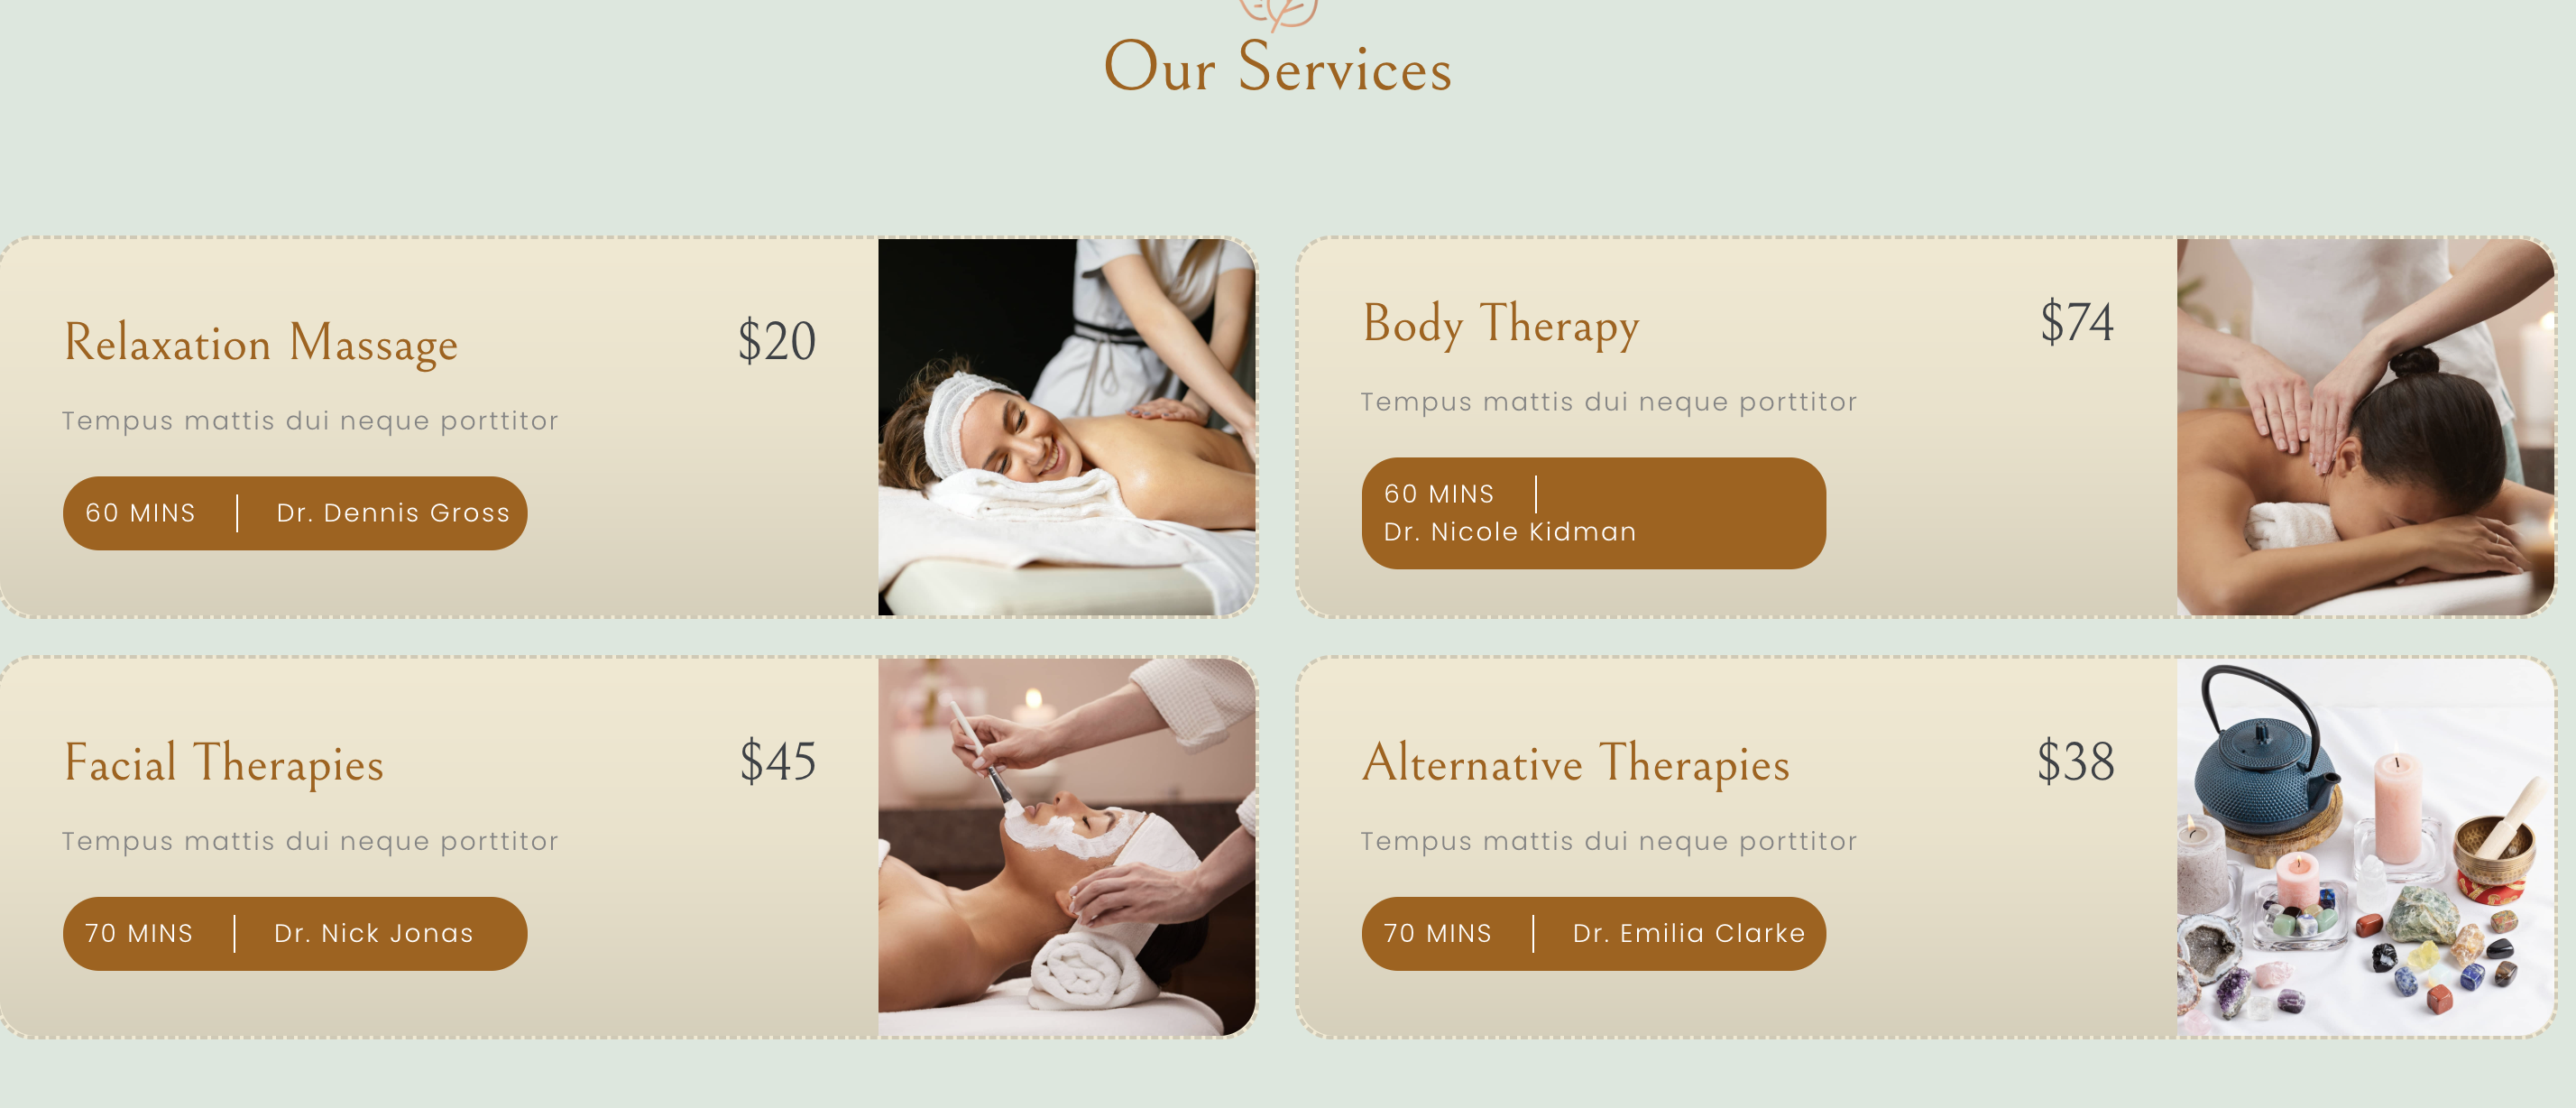 Our Services
Relaxation Massage
$20
Tempus mattis dui neque porttitor
60 MINS | Dr. Dennis Gross
Body Therapy
$74
Tempus mattis dui neque porttitor
60 MINS |
Dr. Nicole Kidman
Facial Therapies
$45
Tempus mattis dui neque porttitor
70 MINS | Dr. Nick Jonas
Alternative Therapies
$38
Tempus mattis dui neque porttitor
70 MINS | Dr. Emilia Clarke